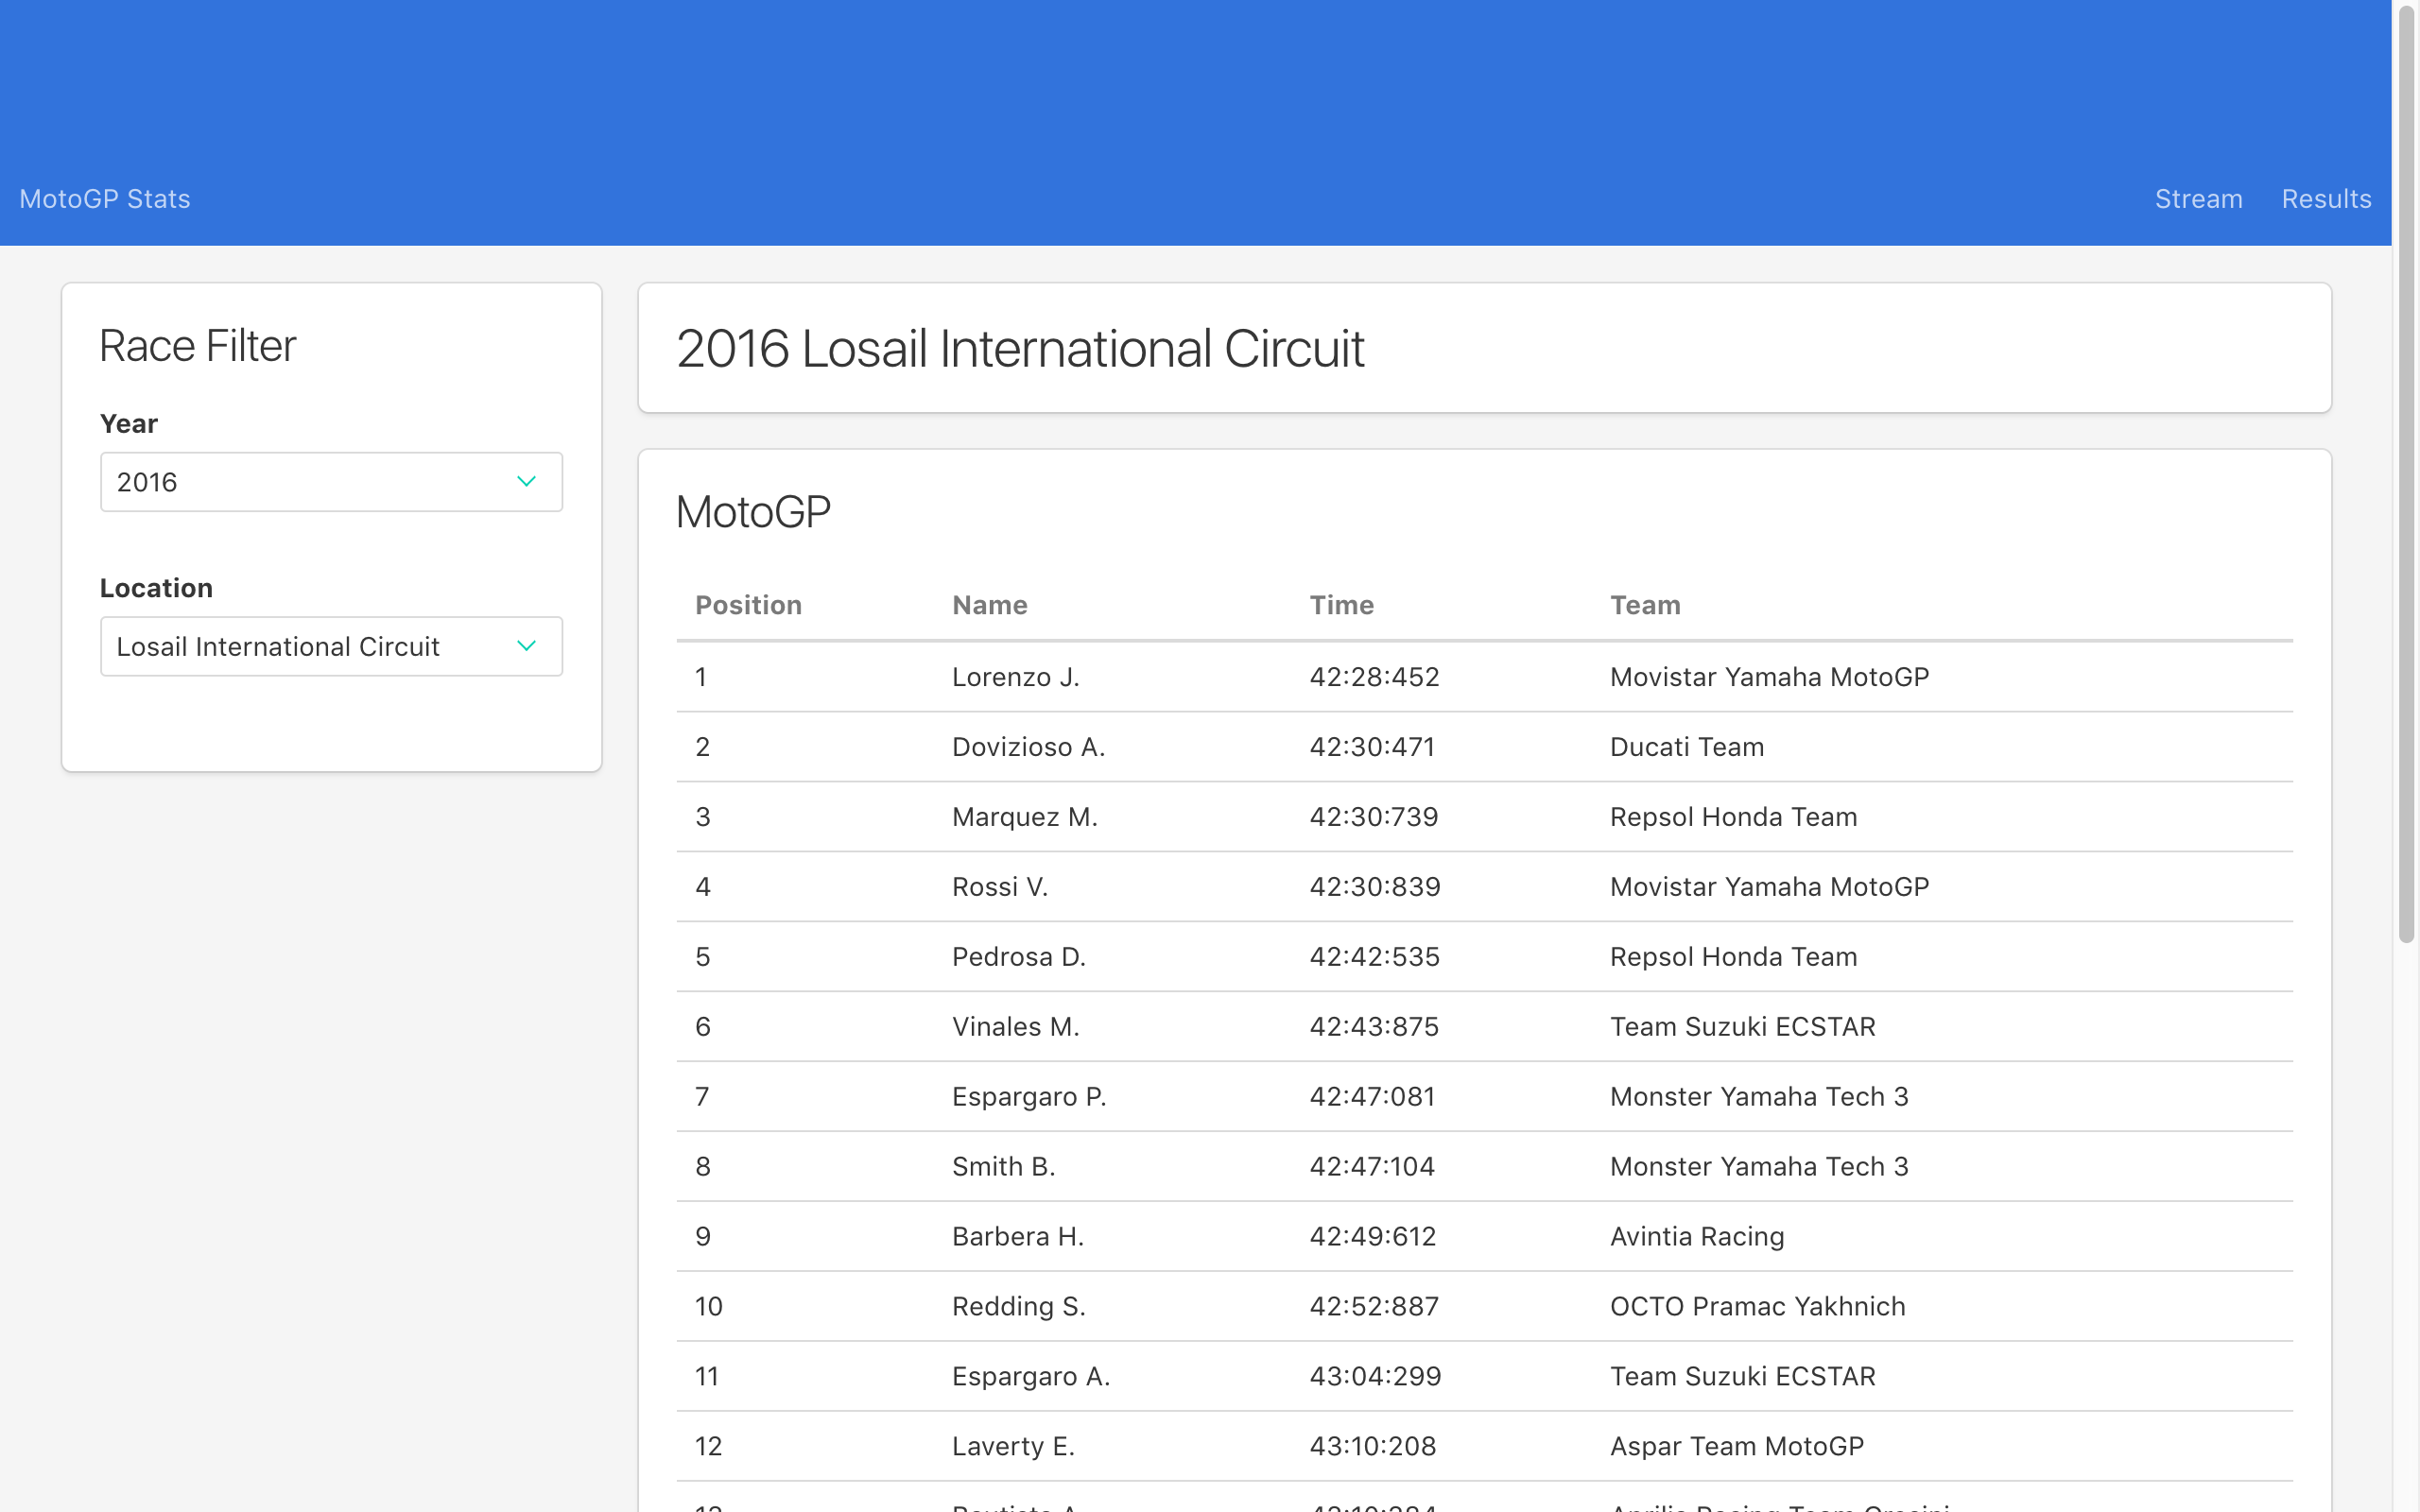 MotoGP Stats
Stream Results
Race Filter
Year
2016
Location
Losail International Circuit
2016 Losail International Circuit
MotoGP
Position Name Time Team
1 Lorenzo J. 42:28:452 Movistar Yamaha MotoGP
2 Dovizioso A. 42:30:471 Ducati Team
3 Marquez M. 42:30:739 Repsol Honda Team
4 Rossi V. 42:30:839 Movistar Yamaha MotoGP
5 Pedrosa D. 42:42:535 Repsol Honda Team
6 Vinales M. 42:43:875 Team Suzuki ECSTAR
7 Espargaro P. 42:47:081 Monster Yamaha Tech 3
8 Smith B. 42:47:104 Monster Yamaha Tech 3
9 Barbera H. 42:49:612 Avintia Racing
10 Redding S. 42:52:887 OCTO Pramac Yakhnich
11 Espargaro A. 43:04:299 Team Suzuki ECSTAR
12 Laverty E. 43:10:208 Aspar Team MotoGP